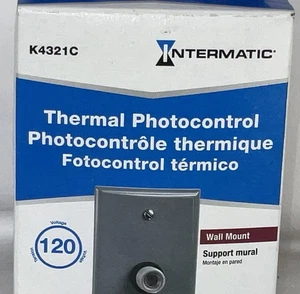 K4321C
INTERMATIC
Thermal Photocontrol
Photocontrôle thermique
Fotocontrol térmico
Voltage
120
Wall Mount
Support mural
Montaje en pared